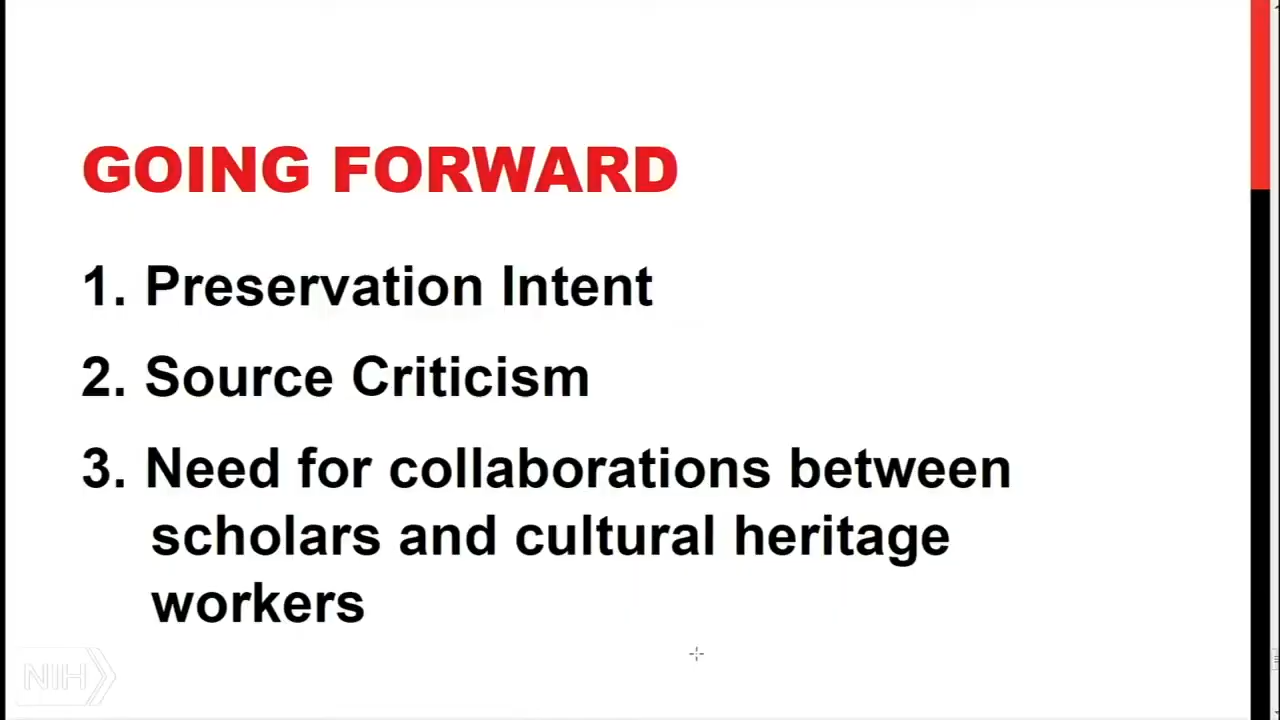 GOING FORWARD
1. Preservation Intent
2. Source Criticism
3. Need for collaborations between
scholars and cultural heritage
workers
NIH